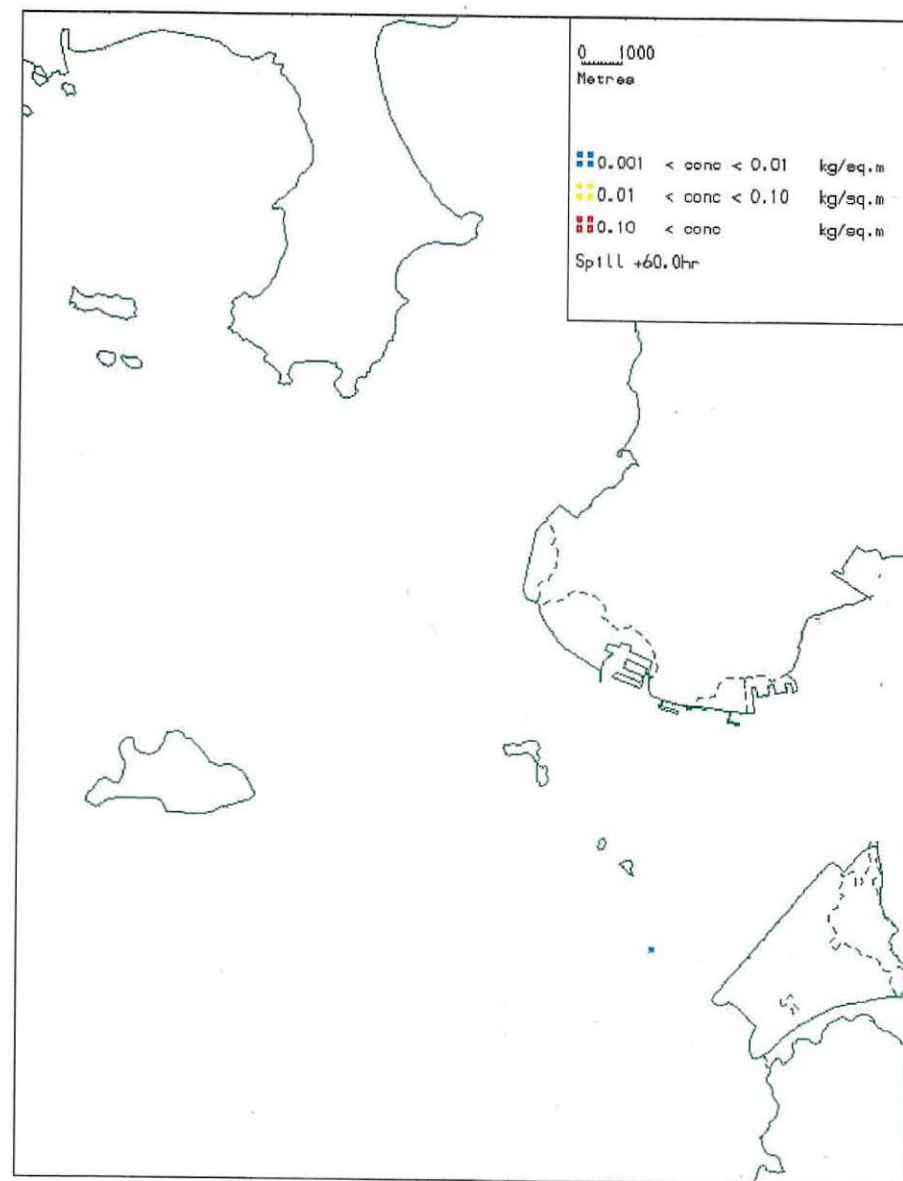 0 1000
Metres
0.001 < conc < 0.01 kg/sq.m
0.01 < conc < 0.10 kg/sq.m
0.10 < conc kg/sq.m
Spill +60.0hr